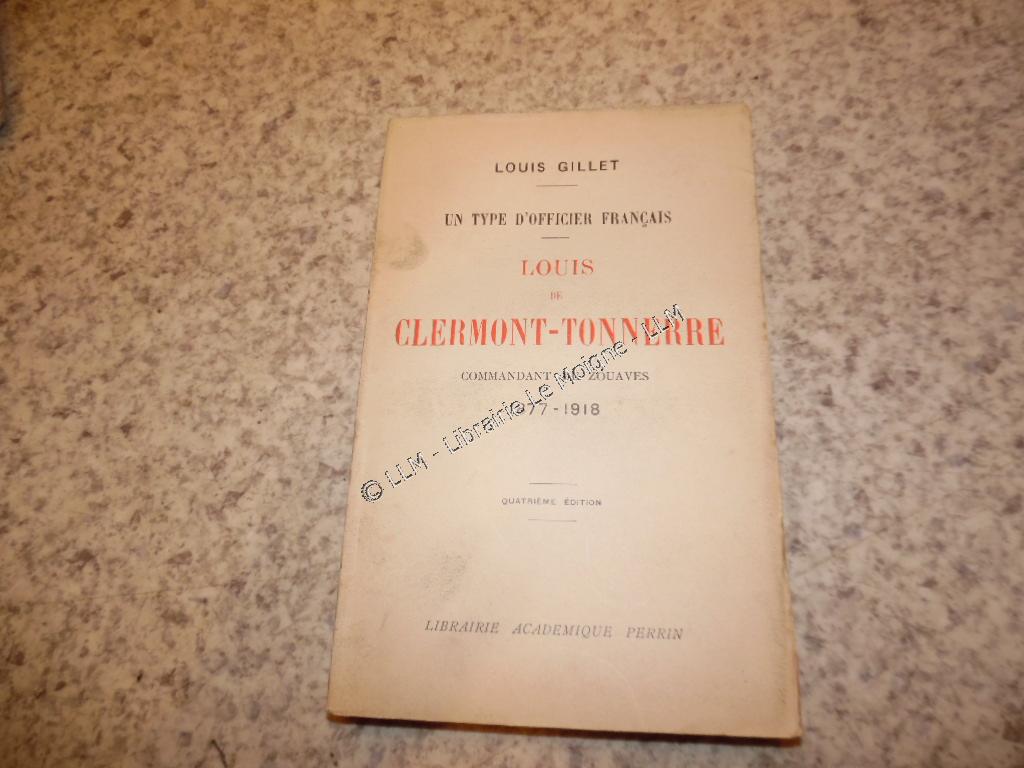 LOUIS GILLET
UN TYPE D'OFFICIER FRANÇAIS
LOUIS
DE
CLERMONT-TONNERRE
COMMANDANT ZOUAVES
77-1918
QUATRIÈME ÉDITION
LIBRAIRIE ACADEMIQUE PERRIN
© LLM - Librairie Le Moigne - LLM